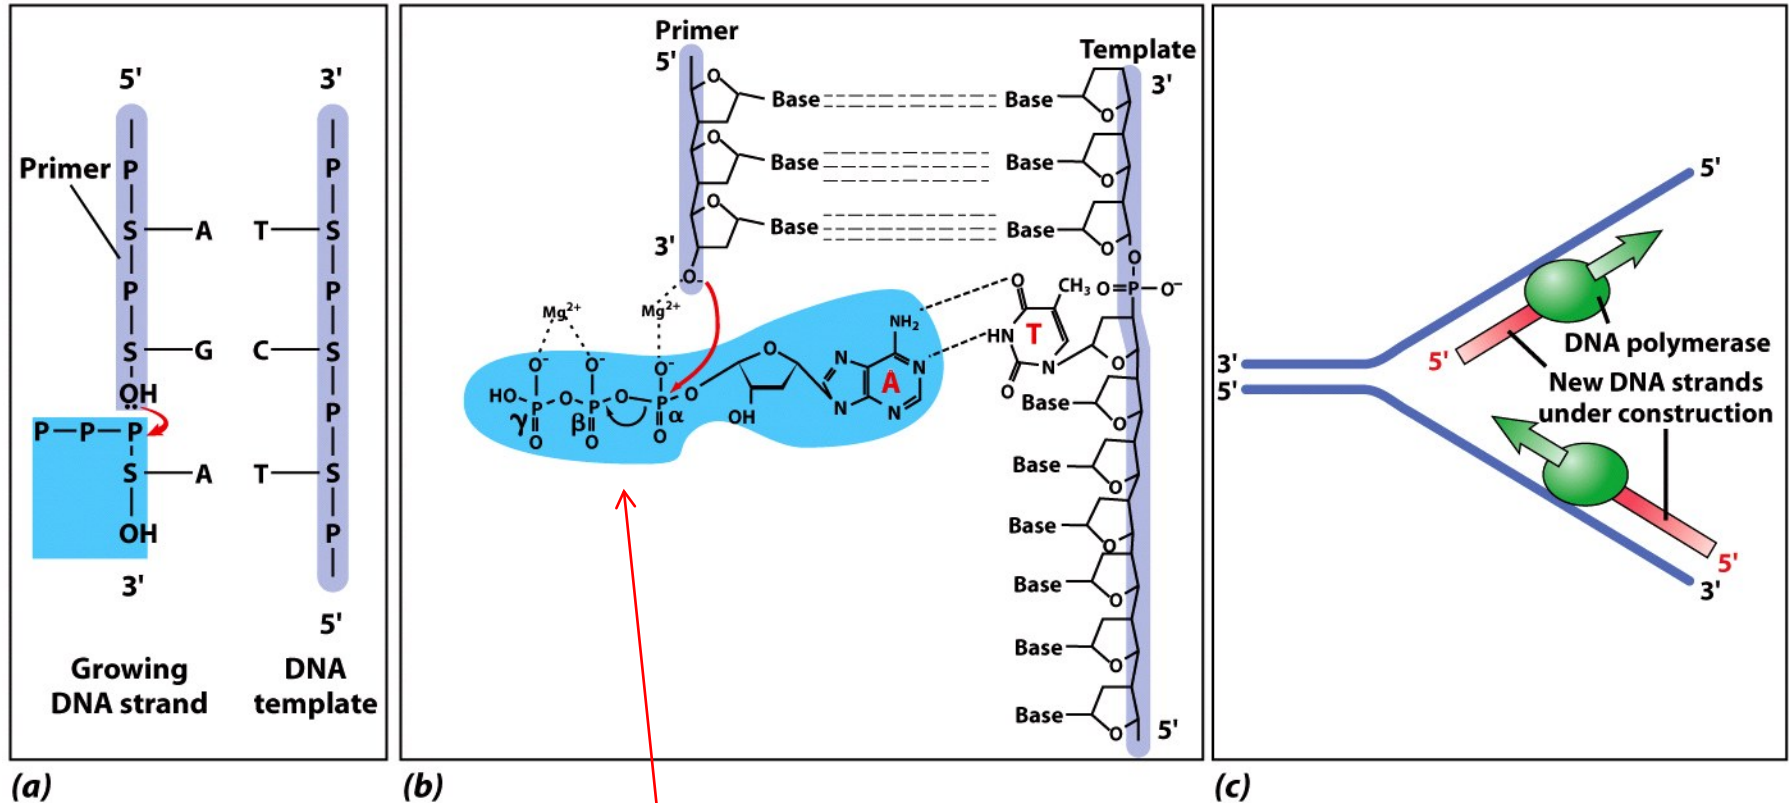 5'
3'
Primer
P
P
S
A
T
S
P
P
S
G
C
S
OH
P
P—P—P
S
A
T
S
OH
P
3'
5'
Growing
DNA strand
DNA
template
(a)
Primer
5'
Template
3'
O
Base
Base
O
O
Base
Base
O
O
Base
Base
O
3'
O
O
O=P—O⁻
Mg²⁺
Mg²⁺
O
CH₃
NH₂
HN
T
O
N
O
O⁻
O⁻
O⁻
O
N
N
A
HO
P
O
P
O
P
O
N
N
γ
β
α
O
O
O
OH
Base
O
Base
O
Base
O
Base
O
Base
O
Base
O
5'
(b)
5'
DNA polymerase
5'
3'
5'
New DNA strands
under construction
5'
3'
(c)